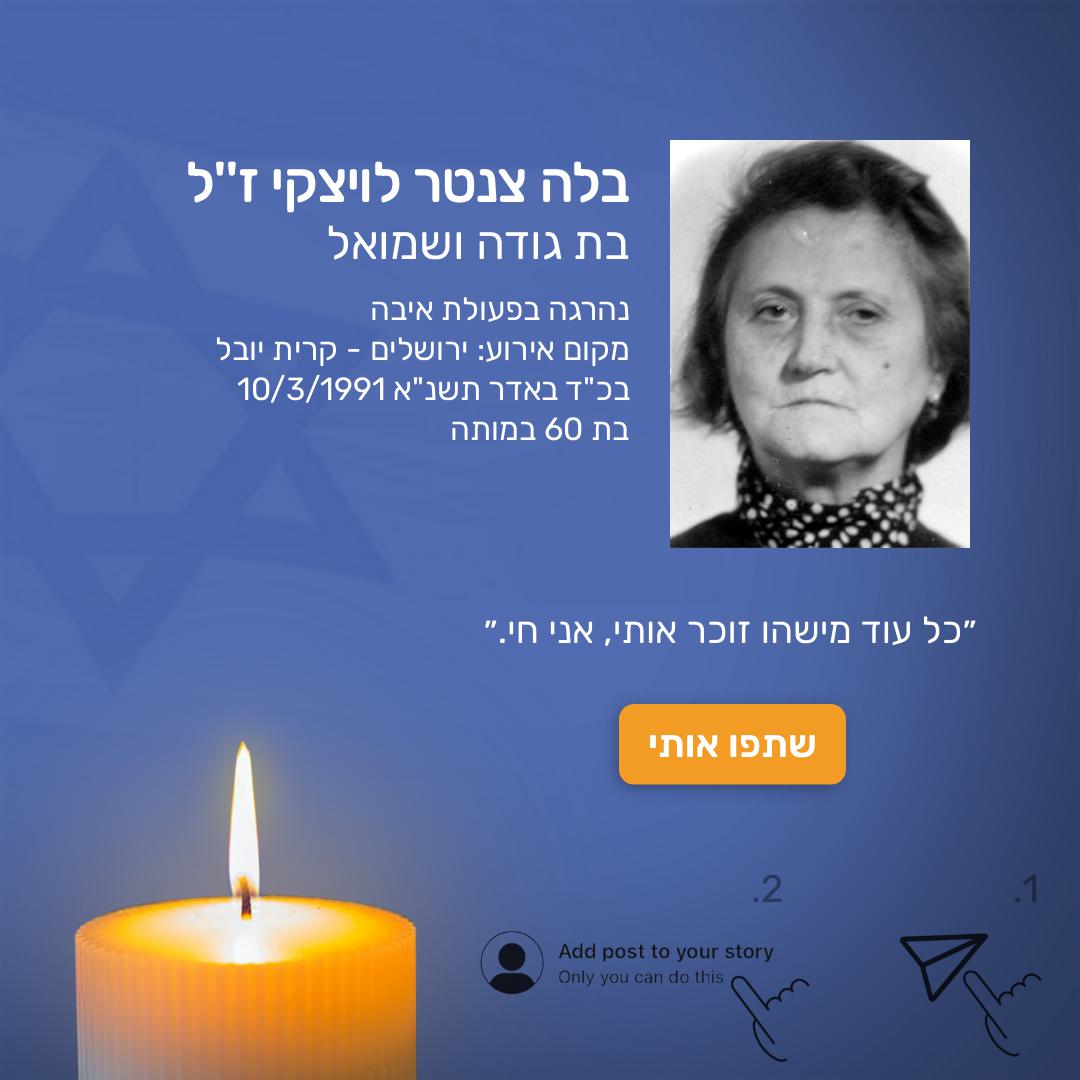 בלה צנטר לויצקי ז"ל
בת גודה ושמואל
נהרגה בפעולת איבה
מקום אירוע: ירושלים - קרית יובל
בכ"ד באדר תשנ"א 10/3/1991
בת 60 במותה
״כל עוד מישהו זוכר אותי, אני חי.״
שתפו אותי
1.
2.
Add post to your story
Only you can do this